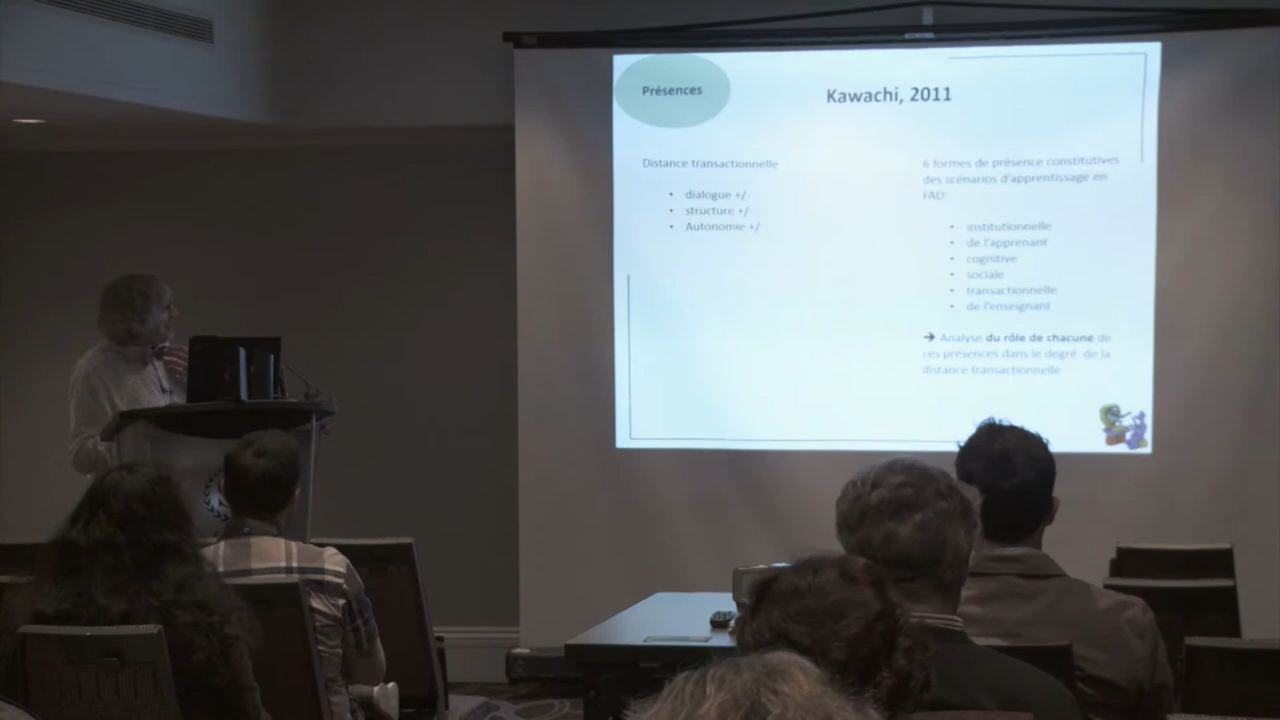 Présences
Kawachi, 2011
Distance transactionnelle
• dialogue +/-
• structure +/-
• Autonomie +/
6 formes de présence constitutives
des scénarios d'apprentissage en
FAD:
• institutionnelle
• de l'apprenant
• cognitive
• sociale
• transactionnelle
• de l'enseignant
➔ Analyse du rôle de chacune de
ces présences dans le degré de la
distance transactionnelle